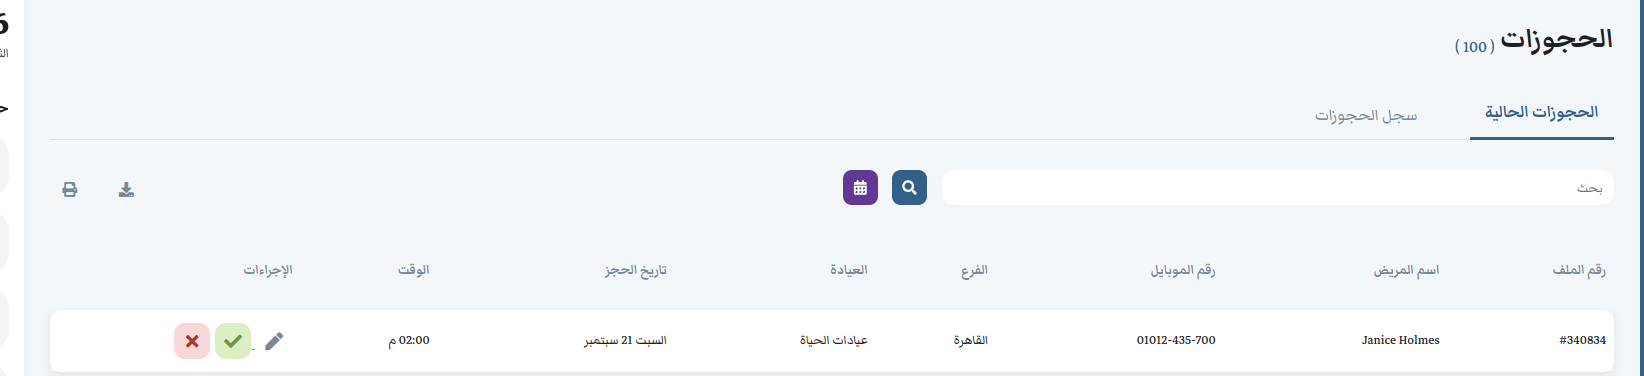 الحجوزات ( 100 )
الحجوزات الحالية
سجل الحجوزات
بحث
رقم الملف اسم المريض رقم الموبايل الفرع العيادة تاريخ الحجز الوقت الإجراءات
#340834 Janice Holmes 01012-435-700 القاهرة عيادات الحياة السبت 21 سبتمبر 02:00 م